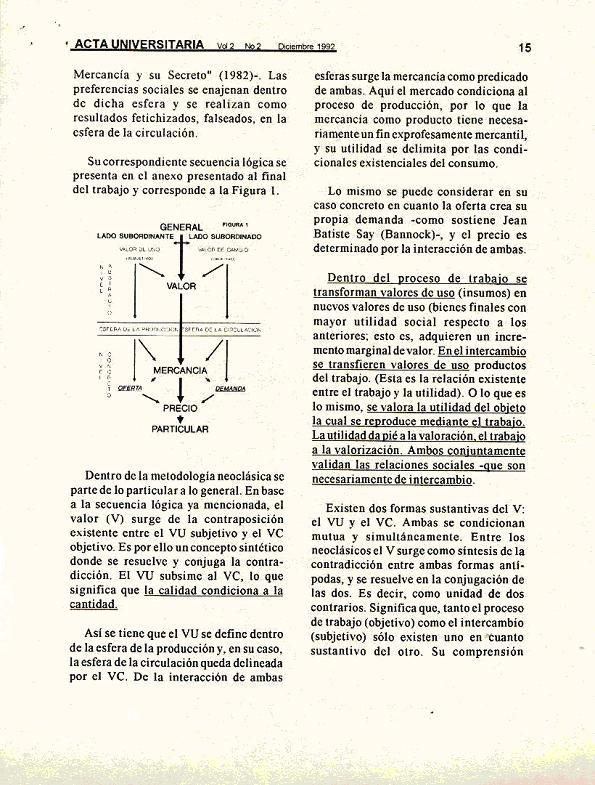 ACTA UNIVERSITARIA Vol 2 No.2 Diciembre 1992 15
Mercancía y su Secreto" (1982)-. Las
preferencias sociales se enajenan dentro
de dicha esfera y se realizan como
resultados fetichizados, falseados, en la
esfera de la circulación.
Su correspondiente secuencia lógica se
presenta en el anexo presentado al final
del trabajo y corresponde a la Figura 1.
GENERAL FIGURA 1
LADO SUBORDINANTE LADO SUBORDINADO
VALOR DE USO VALOR DE CAMBIO
(SUBJETIVO) (OBJETIVO)
NIVEL ABSTRACTO
VALOR
ESFERA DE LA PRODUCCION ESFERA DE LA CIRCULACION
NIVEL CONCRETO
MERCANCIA
OFERTA DEMANDA
PRECIO
PARTICULAR
Dentro de la metodología neoclásica se
parte de lo particular a lo general. En base
a la secuencia lógica ya mencionada, el
valor (V) surge de la contraposición
existente entre el VU subjetivo y el VC
objetivo. Es por ello un concepto sintético
donde se resuelve y conjuga la contra-
dicción. El VU subsime al VC, lo que
significa que la calidad condiciona a la
cantidad.
Así se tiene que el VU se define dentro
de la esfera de la producción y, en su caso,
la esfera de la circulación queda delineada
por el VC. De la interacción de ambas
esferas surge la mercancía como predicado
de ambas. Aquí el mercado condiciona al
proceso de producción, por lo que la
mercancía como producto tiene necesa-
riamente un fin exprofesamente mercantil,
y su utilidad se delimita por las condi-
cionales existenciales del consumo.
Lo mismo se puede considerar en su
caso concreto en cuanto la oferta crea su
propia demanda -como sostiene Jean
Batiste Say (Bannock)-, y el precio es
determinado por la interacción de ambas.
Dentro del proceso de trabajo se
transforman valores de uso (insumos) en
nuevos valores de uso (bienes finales con
mayor utilidad social respecto a los
anteriores; esto es, adquieren un incre-
mento marginal de valor. En el intercambio
se transfieren valores de uso productos
del trabajo. (Esta es la relación existente
entre el trabajo y la utilidad). O lo que es
lo mismo, se valora la utilidad del objeto
la cual se reproduce mediante el trabajo.
La utilidad da pié a la valoración, el trabajo
a la valorización. Ambos conjuntamente
validan las relaciones sociales -que son
necesariamente de intercambio.
Existen dos formas sustantivas del V:
el VU y el VC. Ambas se condicionan
mutua y simultáneamente. Entre los
neoclásicos el V surge como síntesis de la
contradicción entre ambas formas antí-
podas, y se resuelve en la conjugación de
las dos. Es decir, como unidad de dos
contrarios. Significa que, tanto el proceso
de trabajo (objetivo) como el intercambio
(subjetivo) sólo existen uno en cuanto
sustantivo del otro. Su comprensión